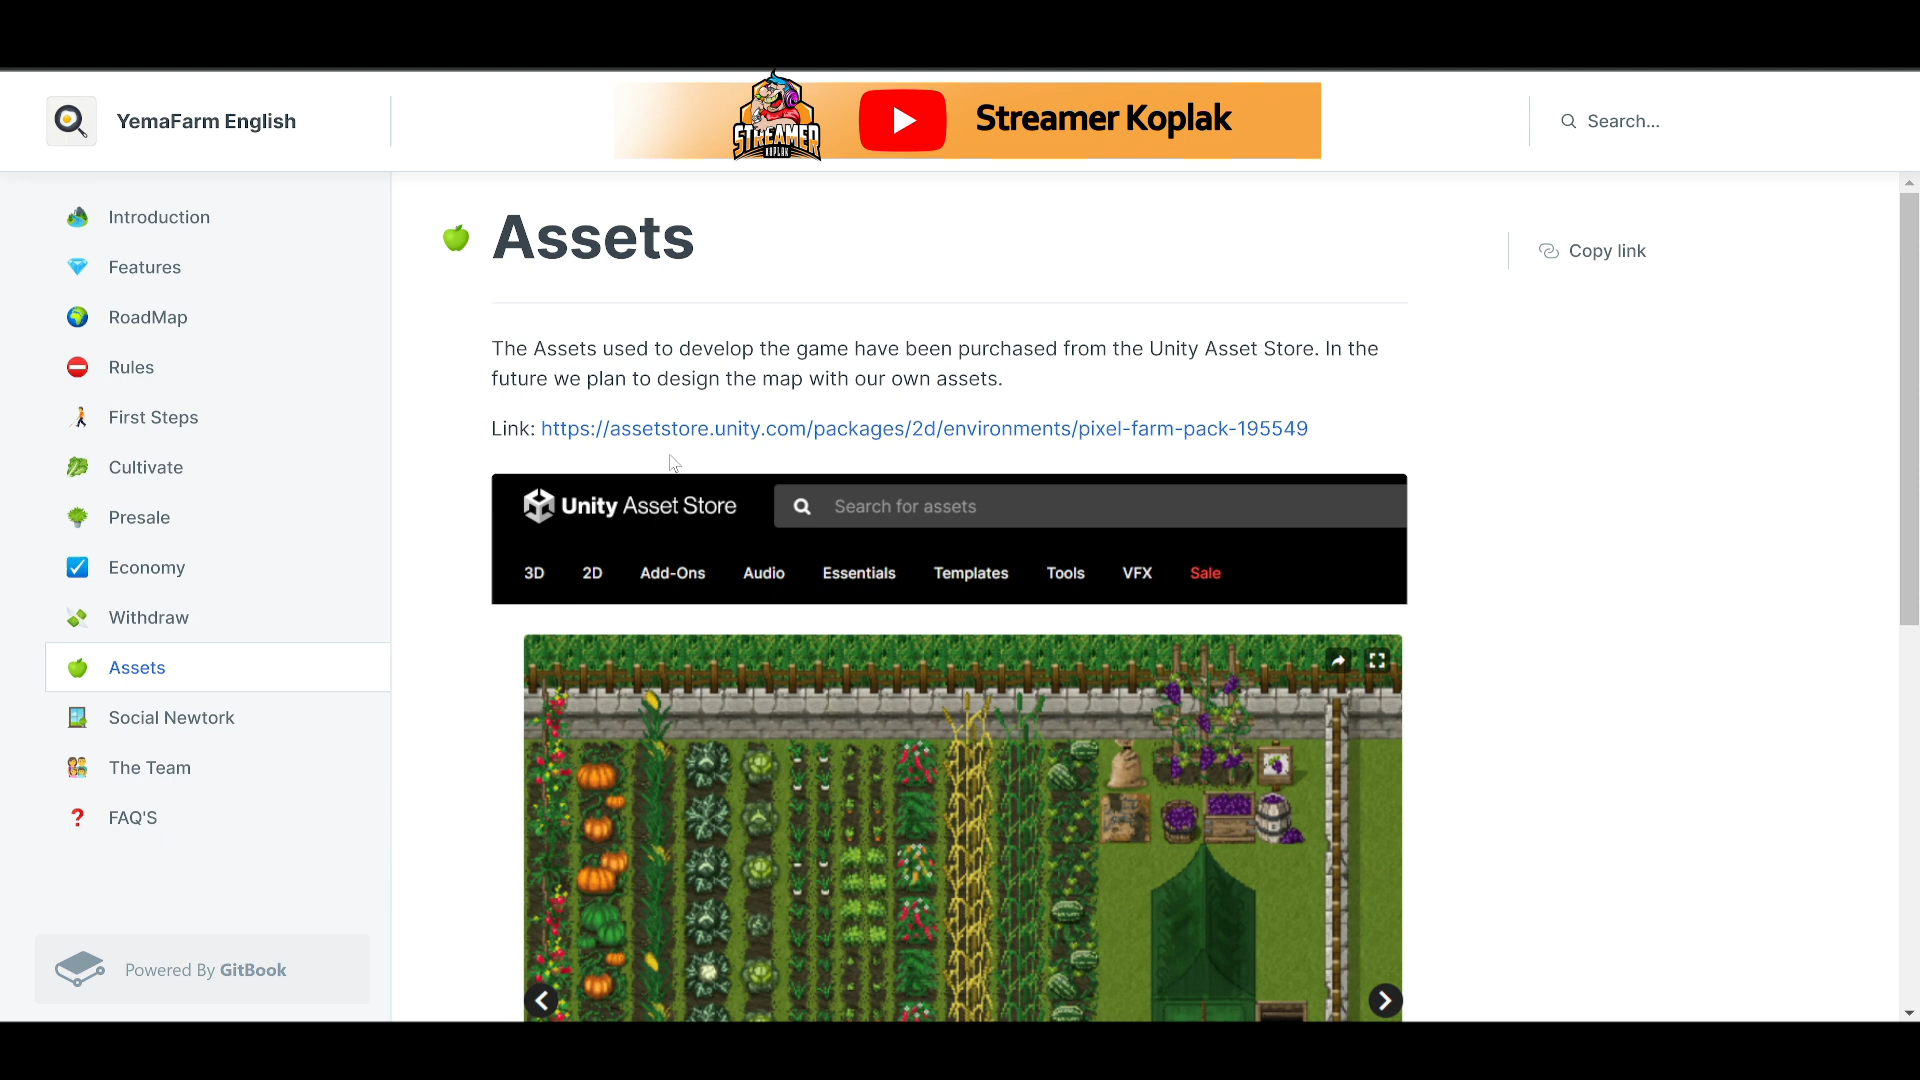 YemaFarm English
STREAMER
KOPLAK
Streamer Koplak
Search...
Introduction
Features
RoadMap
Rules
First Steps
Cultivate
Presale
Economy
Withdraw
Assets
Social Newtork
The Team
FAQ'S
Powered By GitBook
Assets
Copy link
The Assets used to develop the game have been purchased from the Unity Asset Store. In the
future we plan to design the map with our own assets.
Link: https://assetstore.unity.com/packages/2d/environments/pixel-farm-pack-195549
Unity Asset Store
Search for assets
3D 2D Add-Ons Audio Essentials Templates Tools VFX Sale